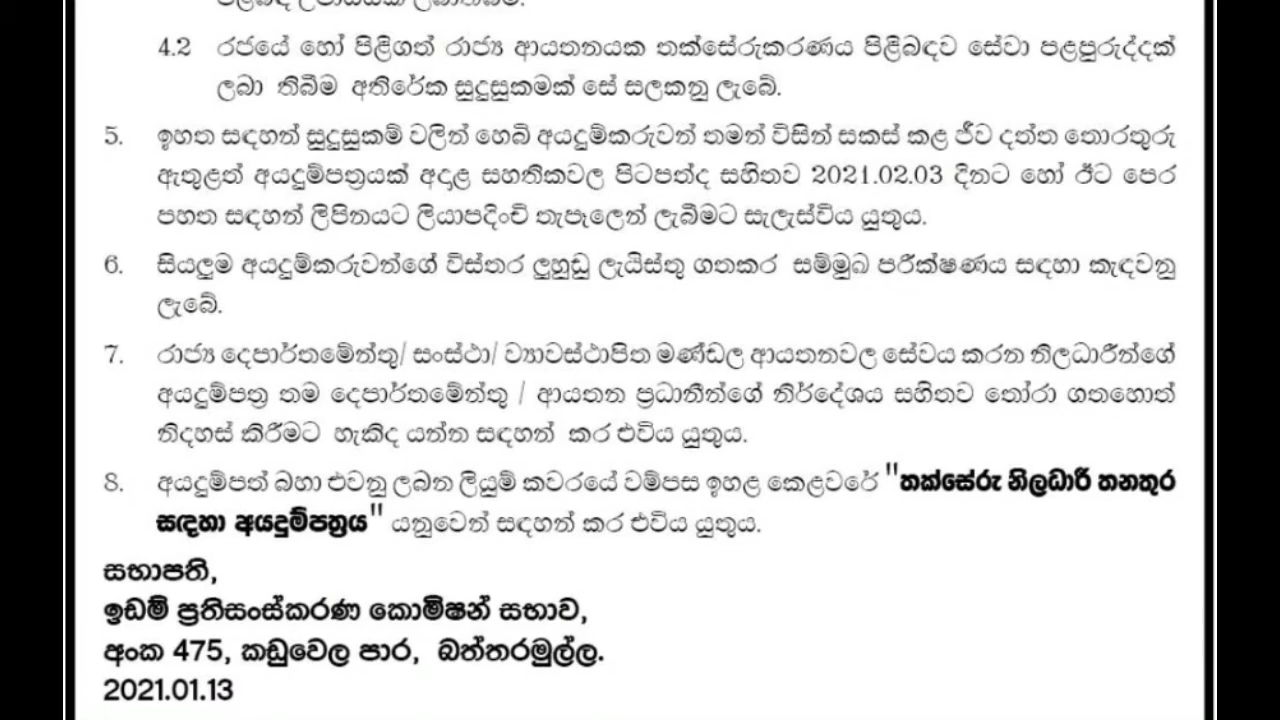 4.2 රජයේ හෝ පිළිගත් රාජ්‍ය ආයතනයක තක්සේරුකරණය පිළිබඳව සේවා පළපුරුද්දක්
ලබා තිබීම අතිරේක සුදුසුකමක් සේ සලකනු ලැබේ.
5. ඉහත සඳහන් සුදුසුකම් වලින් හෙබි අයදුම්කරුවන් තමන් විසින් සකස් කළ ජීව දත්ත තොරතුරු
ඇතුළත් අයදුම්පත්‍රයක් අදාළ සහතිකවල පිටපත්ද සහිතව 2021.02.03 දිනට හෝ ඊට පෙර
පහත සඳහන් ලිපිනයට ලියාපදිංචි තැපෑලෙන් ලැබීමට සැලැස්විය යුතුය.
6. සියලුම අයදුම්කරුවන්ගේ විස්තර ලුහුඩු ලැයිස්තු ගතකර සම්මුඛ පරීක්ෂණය සඳහා කැඳවනු
ලැබේ.
7. රාජ්‍ය දෙපාර්තමේන්තු/ සංස්ථා/ ව්‍යාවස්ථාපිත මණ්ඩල ආයතනවල සේවය කරන නිලධාරීන්ගේ
අයදුම්පත්‍ර තම දෙපාර්තමේන්තු / ආයතන ප්‍රධානීන්ගේ නිර්දේශය සහිතව තෝරා ගතහොත්
නිදහස් කිරීමට හැකිද යන්න සඳහන් කර එවිය යුතුය.
8. අයදුම්පත් බහා එවනු ලබන ලියුම් කවරයේ වම්පස ඉහළ කෙළවරේ "තක්සේරු නිලධාරී තනතුර
සඳහා අයදුම්පත්‍රය" යනුවෙන් සඳහන් කර එවිය යුතුය.
සභාපති,
ඉඩම් ප්‍රතිසංස්කරණ කොමිෂන් සභාව,
අංක 475, කඩුවෙල පාර, බත්තරමුල්ල.
2021.01.13